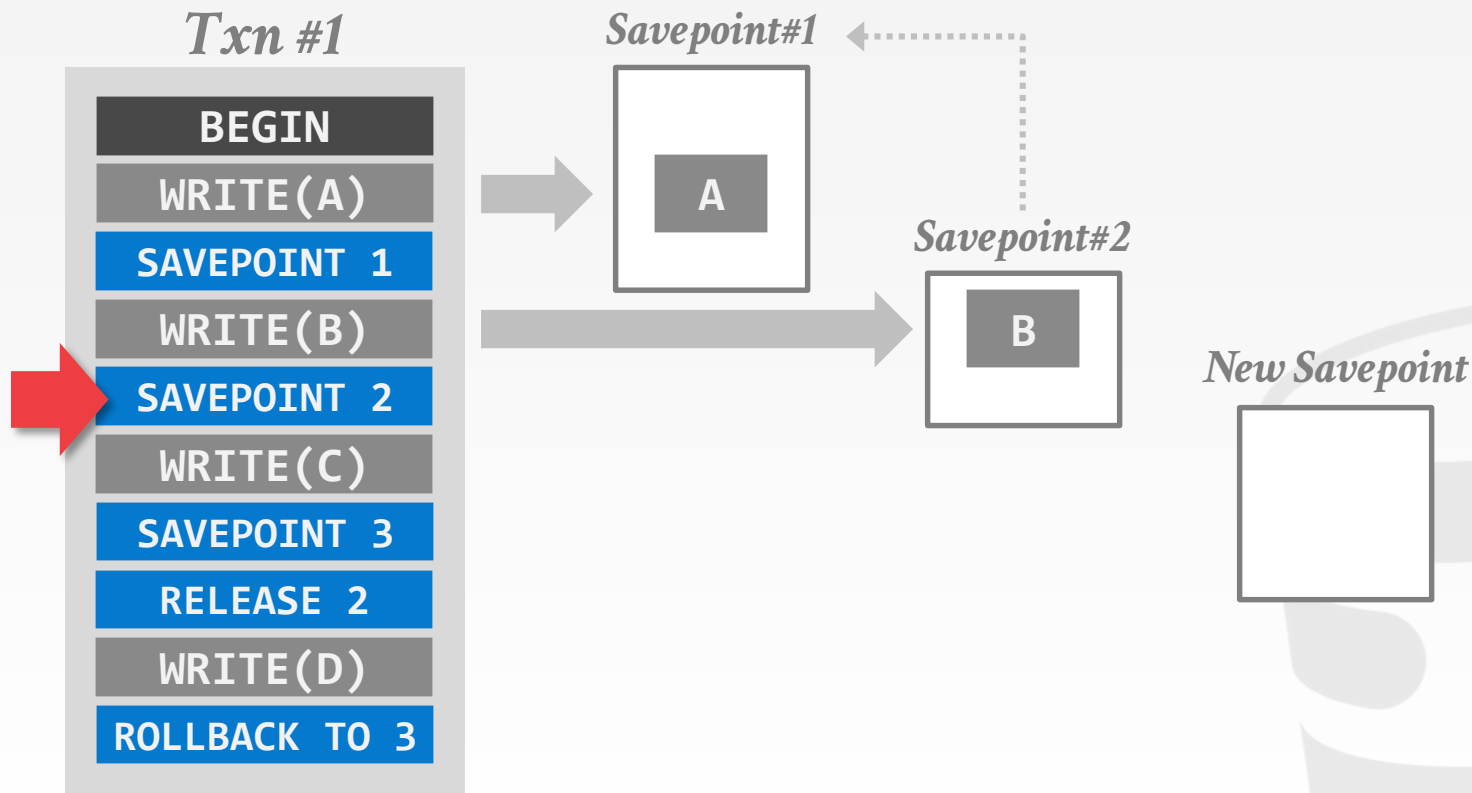 Txn #1
BEGIN
WRITE(A)
SAVEPOINT 1
WRITE(B)
SAVEPOINT 2
WRITE(C)
SAVEPOINT 3
RELEASE 2
WRITE(D)
ROLLBACK TO 3
Savepoint#1
A
Savepoint#2
B
New Savepoint